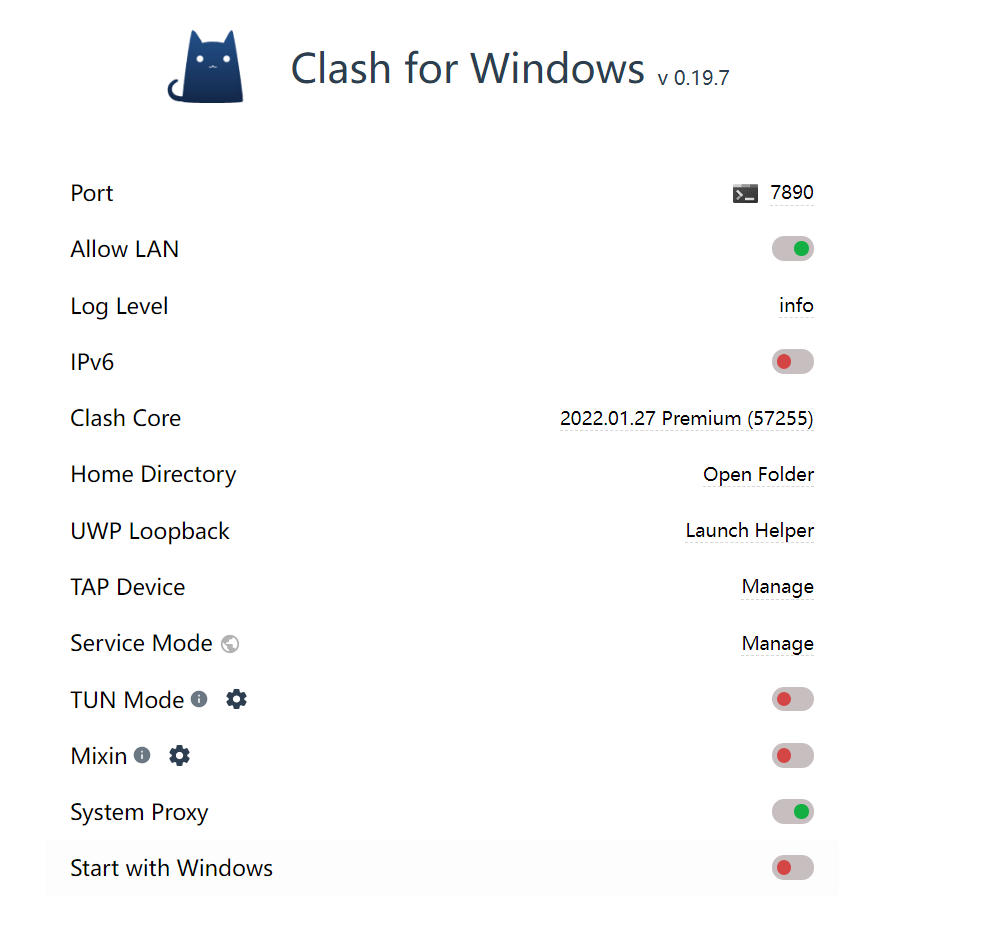 Clash for Windows v 0.19.7
Port 7890
Allow LAN
Log Level info
IPv6
Clash Core 2022.01.27 Premium (57255)
Home Directory Open Folder
UWP Loopback Launch Helper
TAP Device Manage
Service Mode Manage
TUN Mode
Mixin
System Proxy
Start with Windows